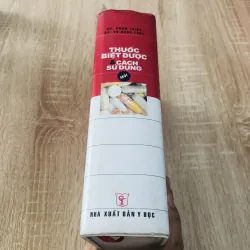 THUỐC
BIỆT DƯỢC
& CÁCH
SỬ DỤNG
NHÀ XUẤT BẢN Y HỌC